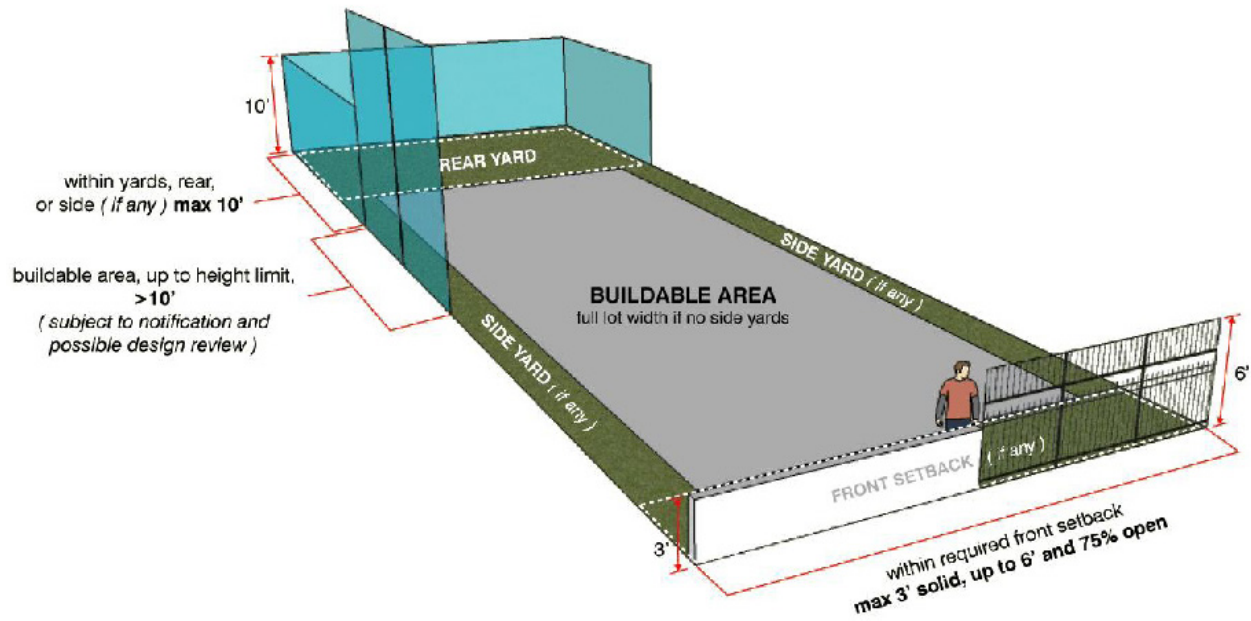 10'
REAR YARD
within yards, rear,
or side ( if any ) max 10'
buildable area, up to height limit,
>10'
( subject to notification and
possible design review )
SIDE YARD ( if any )
BUILDABLE AREA
full lot width if no side yards
SIDE YARD ( if any )
6'
FRONT SETBACK ( if any )
3'
within required front setback
max 3' solid, up to 6' and 75% open